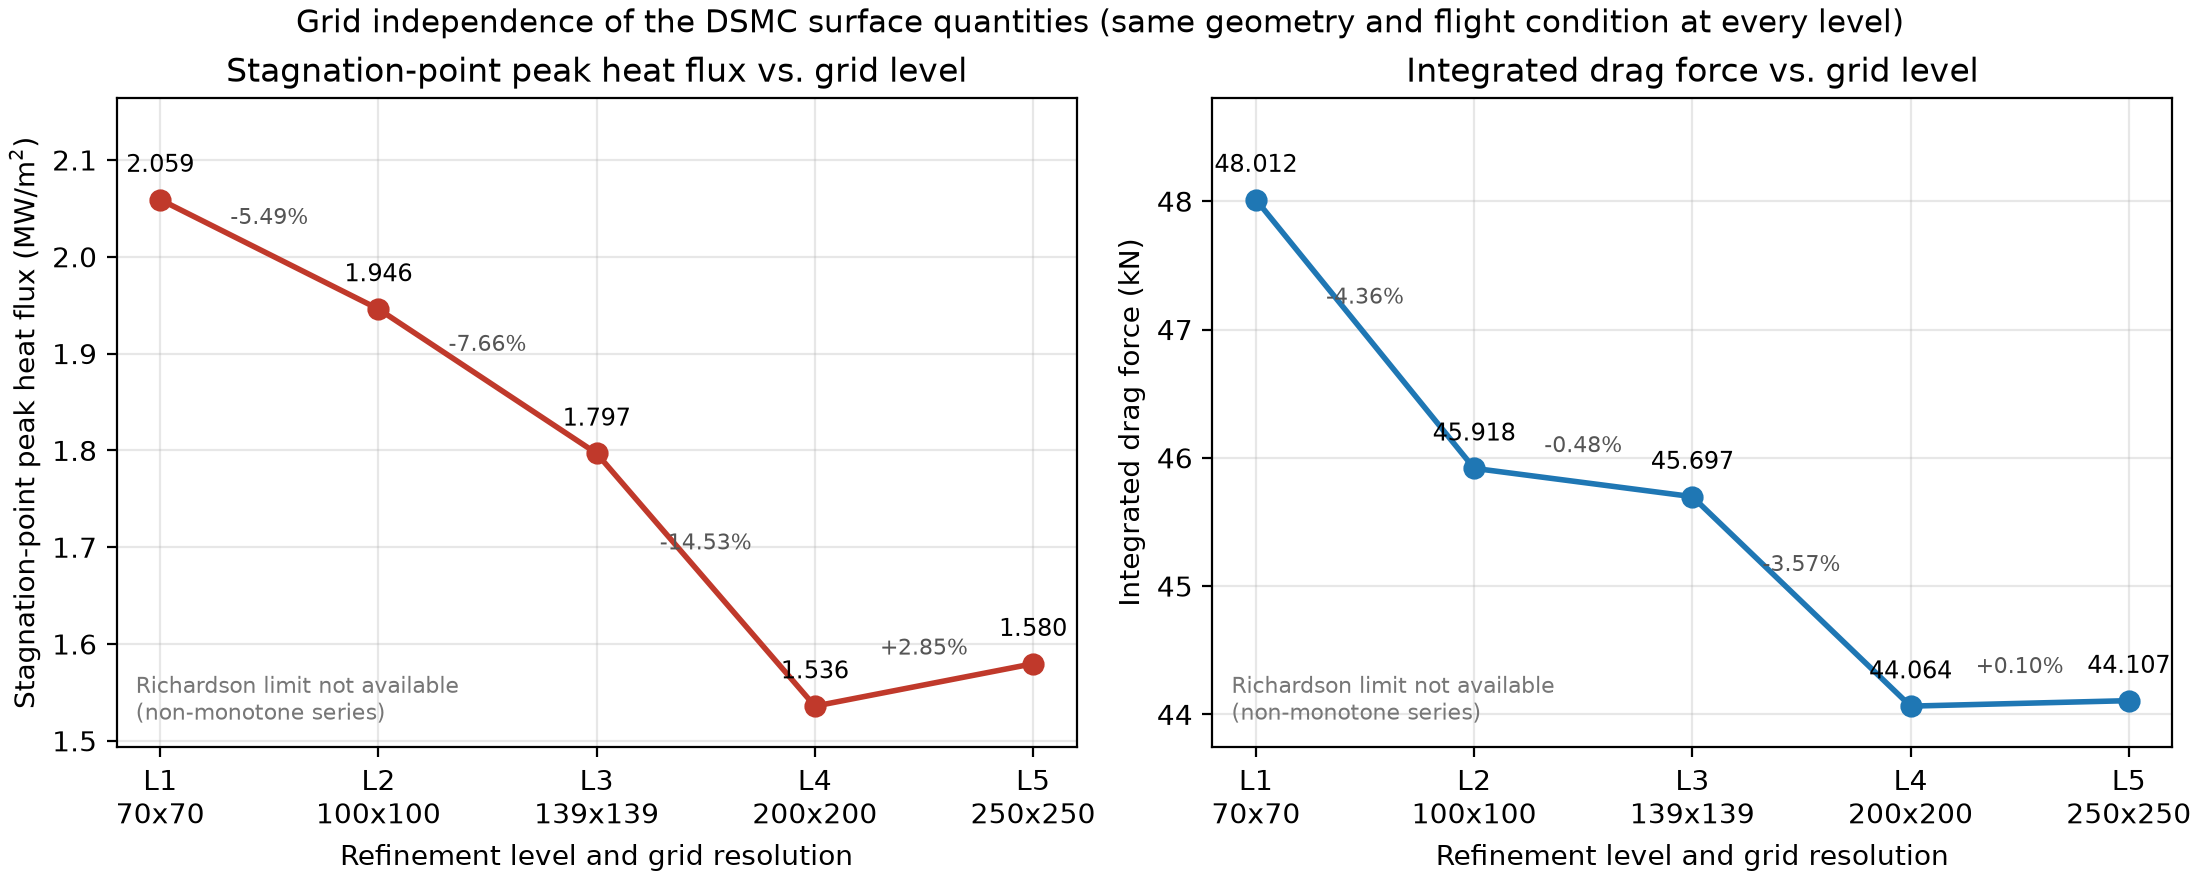 Grid independence of the DSMC surface quantities (same geometry and flight condition at every level)
Stagnation-point peak heat flux vs. grid level
Stagnation-point peak heat flux (MW/m²)
2.1
2.0
1.9
1.8
1.7
1.6
1.5
2.059
-5.49%
1.946
-7.66%
1.797
-14.53%
1.536
+2.85%
1.580
Richardson limit not available
(non-monotone series)
L1
70x70
L2
100x100
L3
139x139
L4
200x200
L5
250x250
Refinement level and grid resolution
Integrated drag force vs. grid level
Integrated drag force (kN)
48
47
46
45
44
48.012
-4.36%
45.918
-0.48%
45.697
-3.57%
44.064
+0.10%
44.107
Richardson limit not available
(non-monotone series)
L1
70x70
L2
100x100
L3
139x139
L4
200x200
L5
250x250
Refinement level and grid resolution